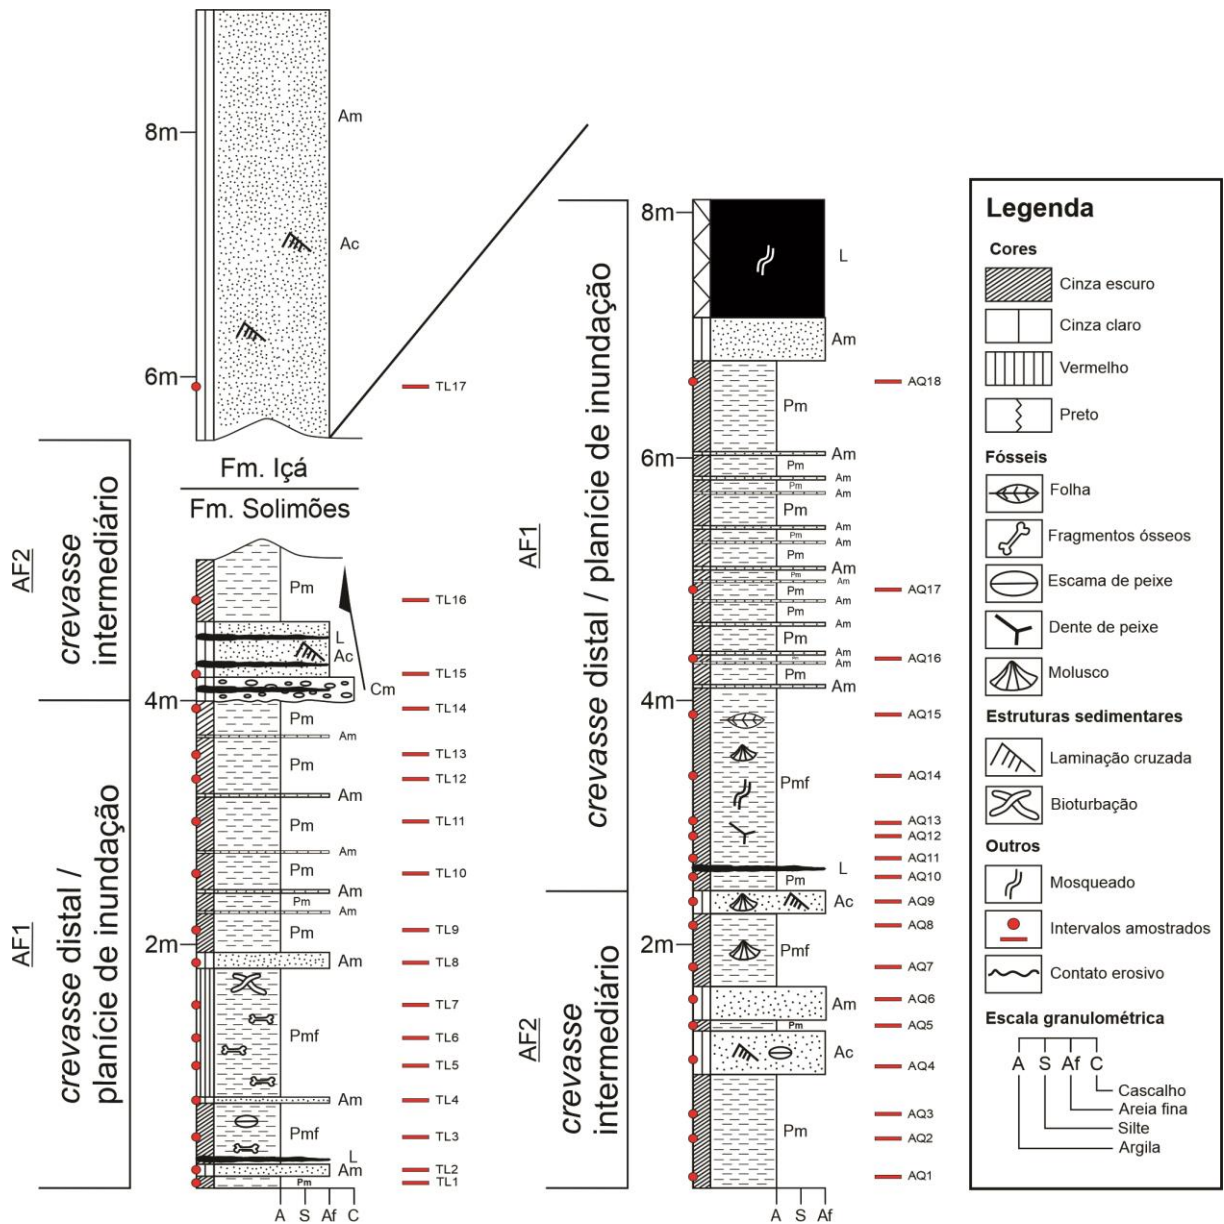 8m
Am
Ac
6m
TL17
Fm. Içá
Fm. Solimões
AF2
crevasse
intermediário
Pm
TL16
L
Ac
TL15
Cm
4m
TL14
Pm
Am
TL13
Pm
TL12
Am
TL11
Pm
Am
TL10
Pm
Am
Pm
Am
TL9
Pm
2m
Am
TL8
TL7
Pmf
TL6
TL5
Am
TL4
Pmf
TL3
L
Am
TL2
Pm
TL1
A S Af C
AF1
crevasse distal /
planície de inundação
AF1
crevasse distal / planície de inundação
8m
L
Am
AQ18
Pm
6m
Am
Pm
Am
Pm
Am
Pm
Am
Pm
Am
Pm
Am
Pm
Am
AQ17
Pm
Am
Pm
Am
Pm
Am
Pm
Am
AQ16
Pm
Am
4m
AQ15
AQ14
Pmf
AQ13
AQ12
AQ11
L
AQ10
Pm
AQ9
Ac
AQ8
2m
Pmf
AQ7
AQ6
Am
AQ5
Pm
Ac
AQ4
AQ3
Pm
AQ2
AQ1
A S Af
AF2
crevasse
intermediário
Legenda
Cores
Cinza escuro
Cinza claro
Vermelho
Preto
Fósseis
Folha
Fragmentos ósseos
Escama de peixe
Dente de peixe
Molusco
Estruturas sedimentares
Laminação cruzada
Bioturbação
Outros
Mosqueado
Intervalos amostrados
Contato erosivo
Escala granulométrica
A S Af C
Cascalho
Areia fina
Silte
Argila